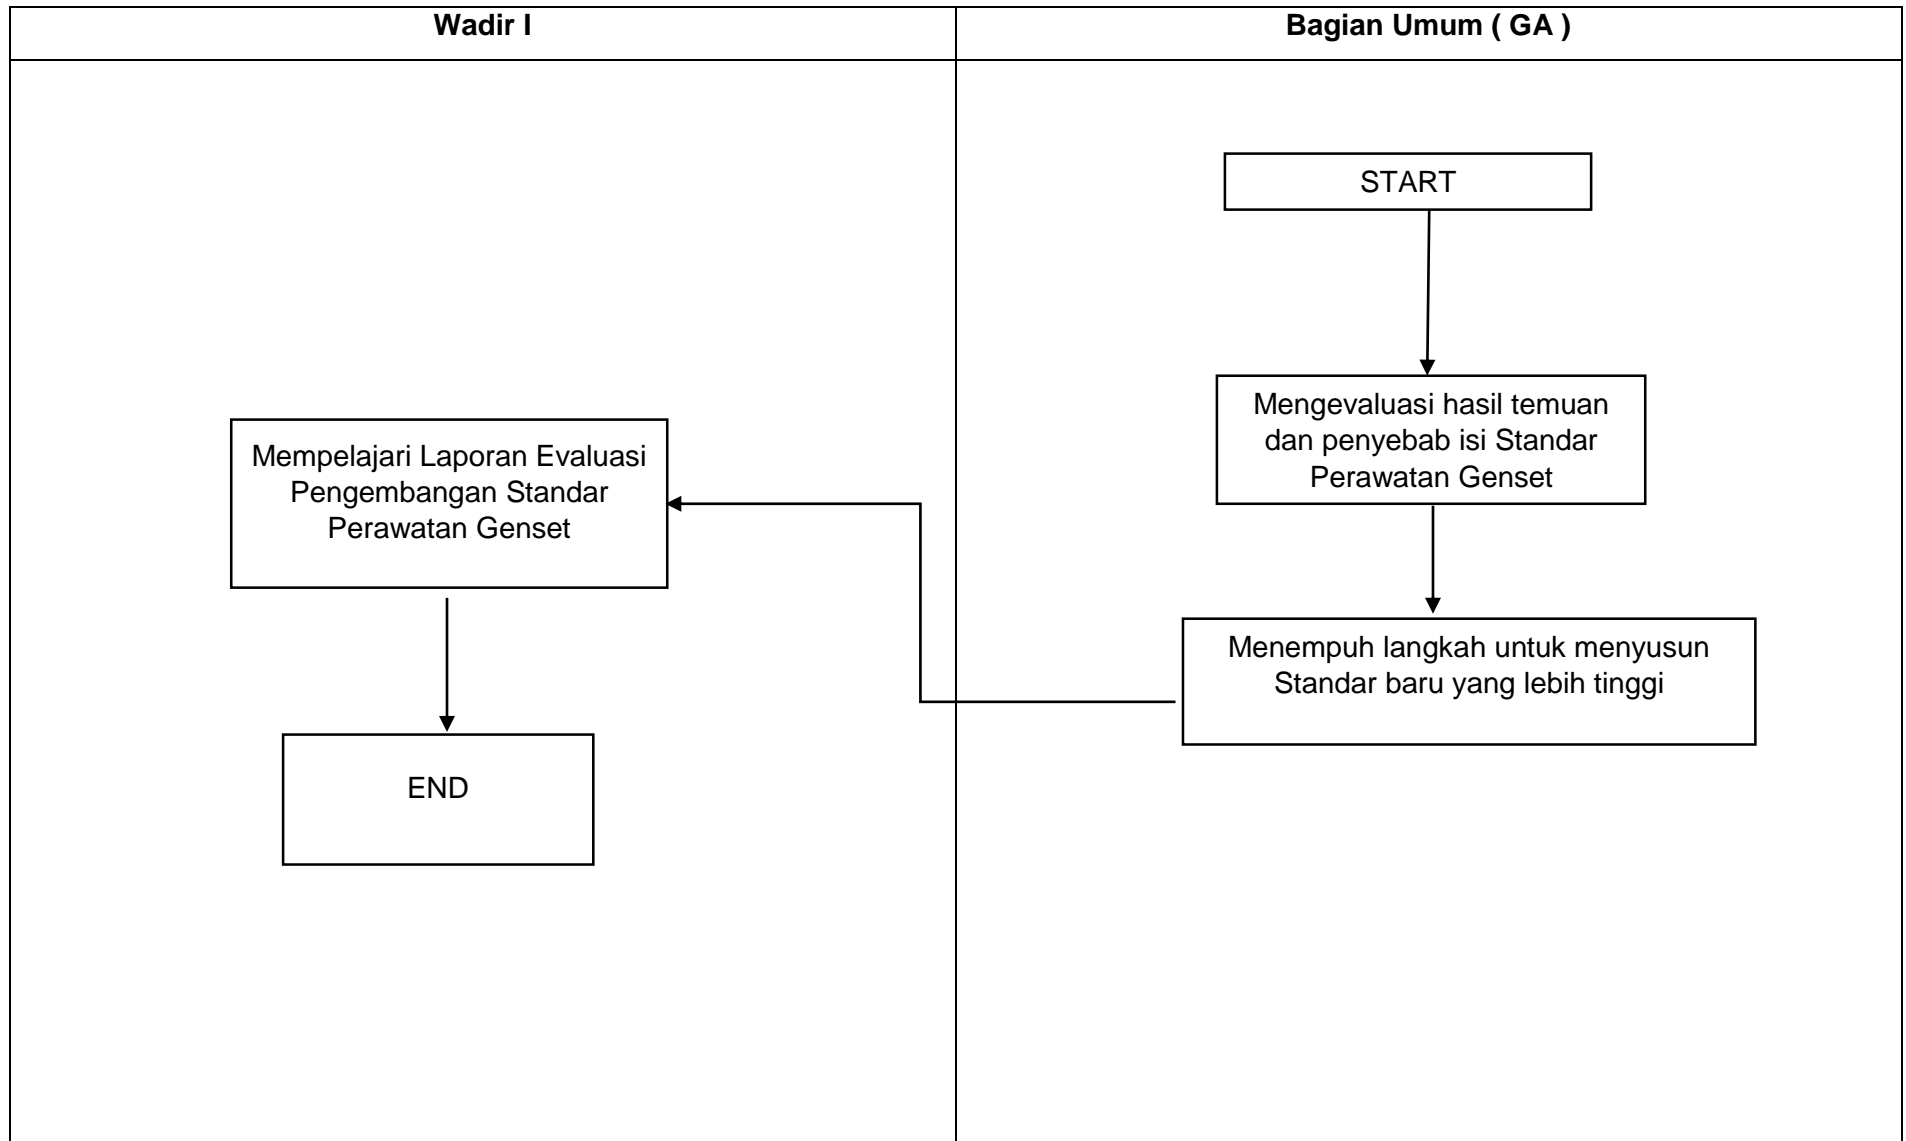 Wadir I
Bagian Umum ( GA )
START
Mengevaluasi hasil temuan
dan penyebab isi Standar
Perawatan Genset
Menempuh langkah untuk menyusun
Standar baru yang lebih tinggi
Mempelajari Laporan Evaluasi
Pengembangan Standar
Perawatan Genset
END